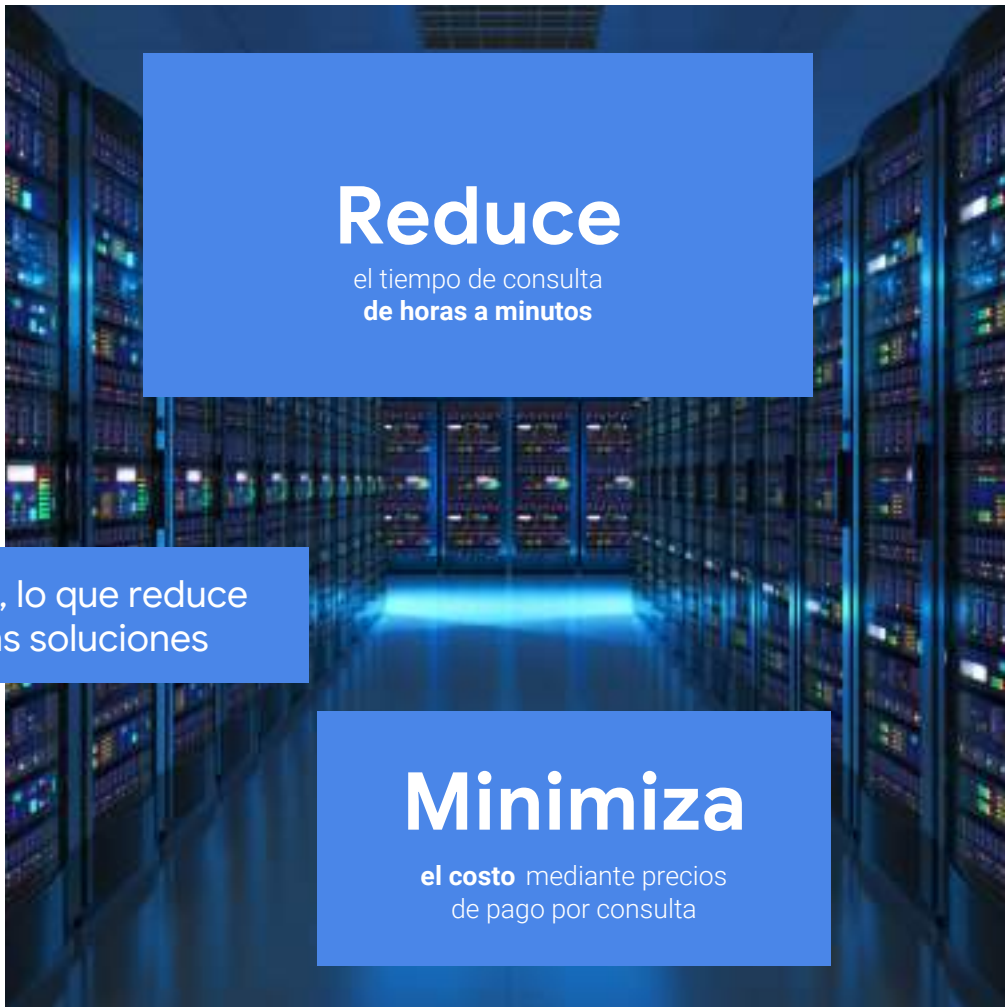 Reduce
el tiempo de consulta
de horas a minutos
, lo que reduce
s soluciones
Minimiza
el costo mediante precios
de pago por consulta